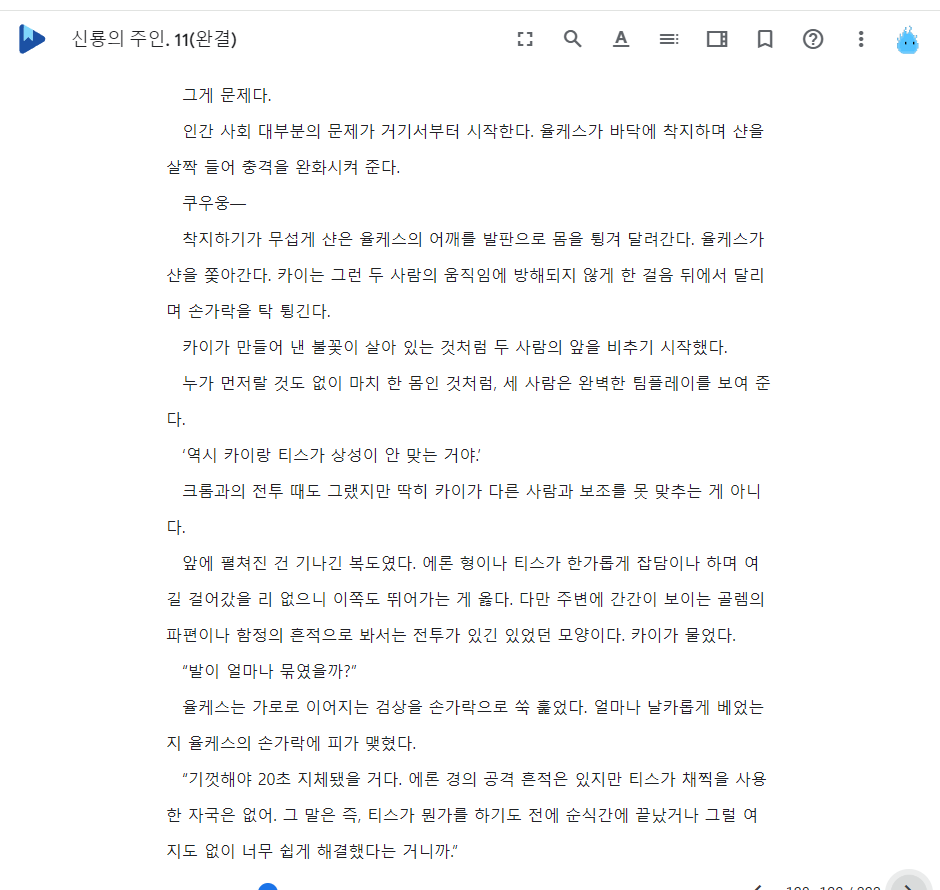 신룡의 주인. 11(완결)
그게 문제다.
인간 사회 대부분의 문제가 거기서부터 시작한다. 율케스가 바닥에 착지하며 샨을
살짝 들어 충격을 완화시켜 준다.
쿠우웅—
착지하기가 무섭게 샨은 율케스의 어깨를 발판으로 몸을 튕겨 달려간다. 율케스가
샨을 쫓아간다. 카이는 그런 두 사람의 움직임에 방해되지 않게 한 걸음 뒤에서 달리
며 손가락을 탁 튕긴다.
카이가 만들어 낸 불꽃이 살아 있는 것처럼 두 사람의 앞을 비추기 시작했다.
누가 먼저랄 것도 없이 마치 한 몸인 것처럼, 세 사람은 완벽한 팀플레이를 보여 준
다.
‘역시 카이랑 티스가 상성이 안 맞는 거야.’
크롬과의 전투 때도 그랬지만 딱히 카이가 다른 사람과 보조를 못 맞추는 게 아니
다.
앞에 펼쳐진 건 기나긴 복도였다. 에론 형이나 티스가 한가롭게 잡담이나 하며 여
길 걸어갔을 리 없으니 이쪽도 뛰어가는 게 옳다. 다만 주변에 간간이 보이는 골렘의
파편이나 함정의 흔적으로 봐서는 전투가 있긴 있었던 모양이다. 카이가 물었다.
“발이 얼마나 묶였을까?”
율케스는 가로로 이어지는 검상을 손가락으로 쑥 훑었다. 얼마나 날카롭게 베었는
지 율케스의 손가락에 피가 맺혔다.
“기껏해야 20초 지체됐을 거다. 에론 경의 공격 흔적은 있지만 티스가 채찍을 사용
한 자국은 없어. 그 말은 즉, 티스가 뭔가를 하기도 전에 순식간에 끝났거나 그럴 여
지도 없이 너무 쉽게 해결했다는 거니까.”